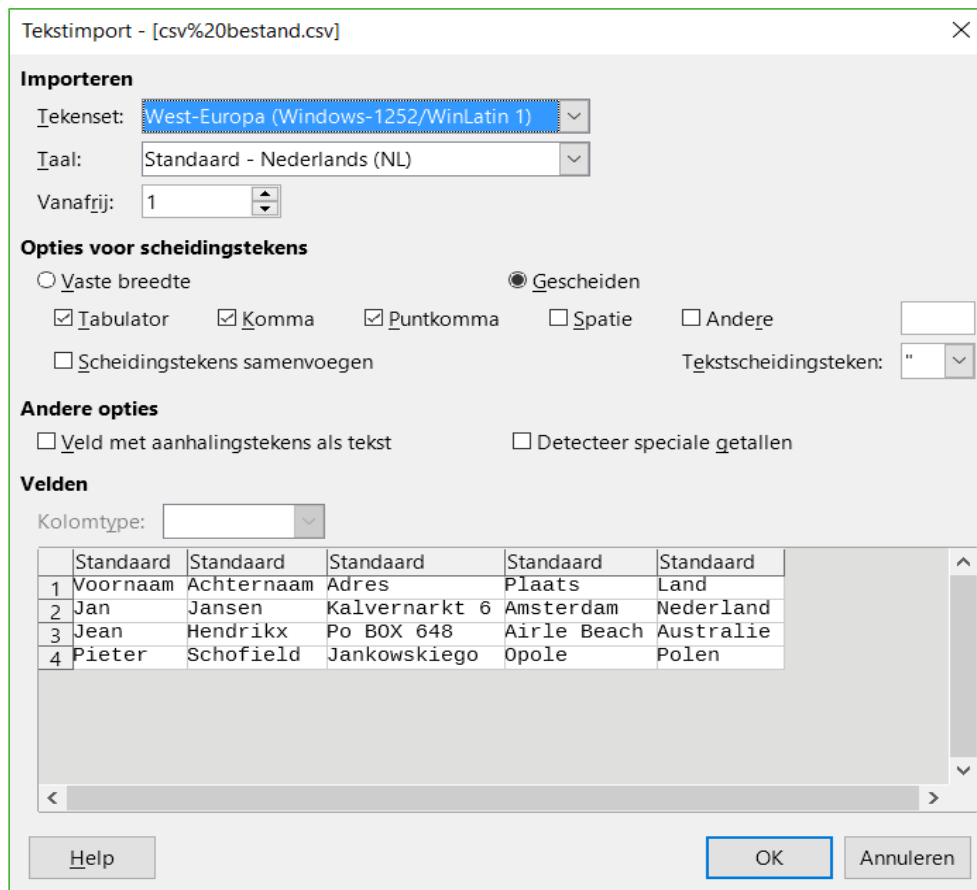 Tekstimport - [csv%20bestand.csv]
Importeren
Tekenset: West-Europa (Windows-1252/WinLatin 1)
Taal: Standaard - Nederlands (NL)
Vanafrij: 1
Opties voor scheidingstekens
Vaste breedte Gescheiden
Tabulator Komma Puntkomma Spatie Andere
Scheidingstekens samenvoegen Tekstscheidingsteken: "
Andere opties
Veld met aanhalingstekens als tekst Detecteer speciale getallen
Velden
Kolomtype:
Standaard Standaard Standaard Standaard Standaard
1 Voornaam Achternaam Adres Plaats Land
2 Jan Jansen Kalvernarkt 6 Amsterdam Nederland
3 Jean Hendrikx Po BOX 648 Airle Beach Australie
4 Pieter Schofield Jankowskiego Opole Polen
Help OK Annuleren